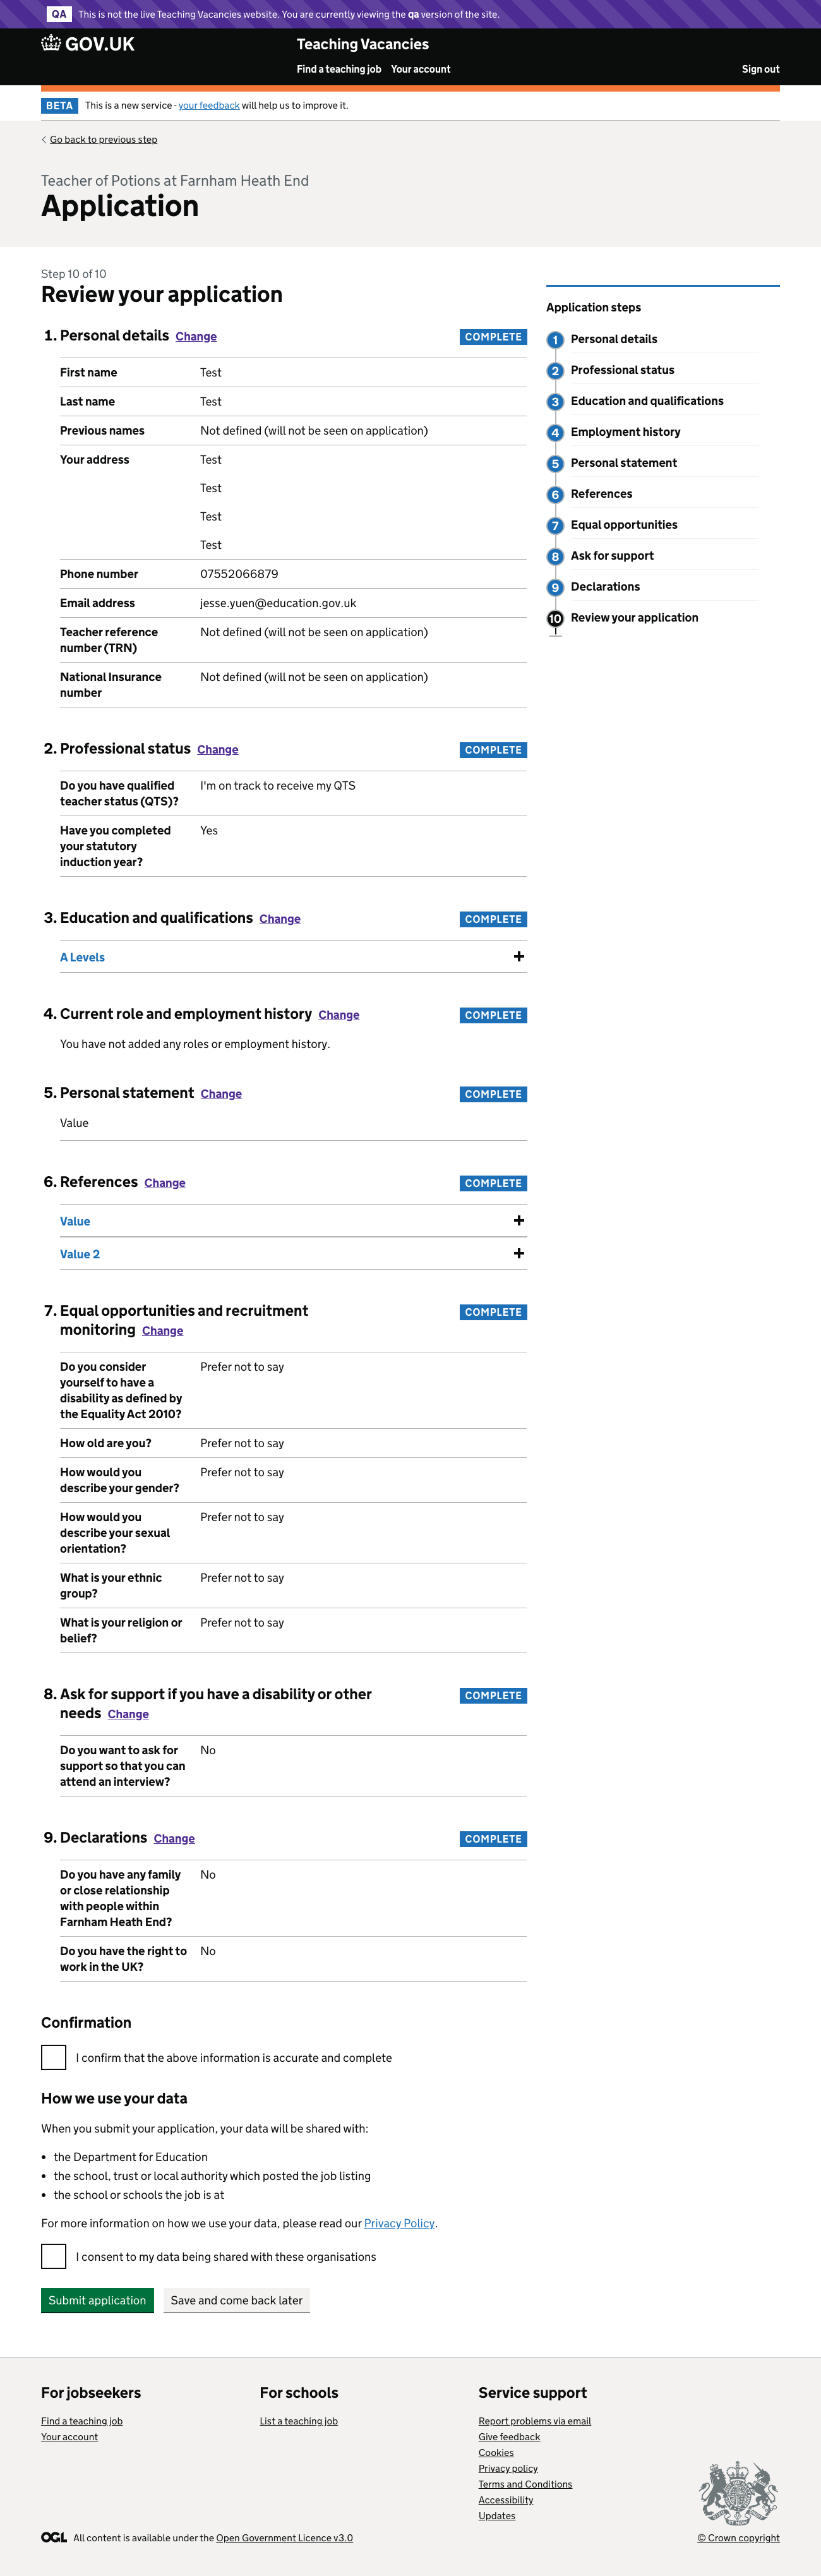 QA This is not the live Teaching Vacancies website. You are currently viewing the qa version of the site.
GOV.UK
Teaching Vacancies
Find a teaching job Your account Sign out
BETA This is a new service - your feedback will help us to improve it.
Go back to previous step
Teacher of Potions at Farnham Heath End
Application
Step 10 of 10
Review your application
1. Personal details Change COMPLETE
First name Test
Last name Test
Previous names Not defined (will not be seen on application)
Your address Test
Test
Test
Test
Phone number 07552066879
Email address jesse.yuen@education.gov.uk
Teacher reference Not defined (will not be seen on application)
number (TRN)
National Insurance Not defined (will not be seen on application)
number
2. Professional status Change COMPLETE
Do you have qualified I'm on track to receive my QTS
teacher status (QTS)?
Have you completed Yes
your statutory
induction year?
3. Education and qualifications Change COMPLETE
A Levels
4. Current role and employment history Change COMPLETE
You have not added any roles or employment history.
5. Personal statement Change COMPLETE
Value
6. References Change COMPLETE
Value
Value 2
7. Equal opportunities and recruitment COMPLETE
monitoring Change
Do you consider Prefer not to say
yourself to have a
disability as defined by
the Equality Act 2010?
How old are you? Prefer not to say
How would you Prefer not to say
describe your gender?
How would you Prefer not to say
describe your sexual
orientation?
What is your ethnic Prefer not to say
group?
What is your religion or Prefer not to say
belief?
8. Ask for support if you have a disability or other COMPLETE
needs Change
Do you want to ask for No
support so that you can
attend an interview?
9. Declarations Change COMPLETE
Do you have any family No
or close relationship
with people within
Farnham Heath End?
Do you have the right to No
work in the UK?
Confirmation
I confirm that the above information is accurate and complete
How we use your data
When you submit your application, your data will be shared with:
• the Department for Education
• the school, trust or local authority which posted the job listing
• the school or schools the job is at
For more information on how we use your data, please read our Privacy Policy.
I consent to my data being shared with these organisations
Submit application Save and come back later
Application steps
1 Personal details
2 Professional status
3 Education and qualifications
4 Employment history
5 Personal statement
6 References
7 Equal opportunities
8 Ask for support
9 Declarations
10 Review your application
For jobseekers
Find a teaching job
Your account
For schools
List a teaching job
Service support
Report problems via email
Give feedback
Cookies
Privacy policy
Terms and Conditions
Accessibility
Updates
OGL All content is available under the Open Government Licence v3.0
© Crown copyright